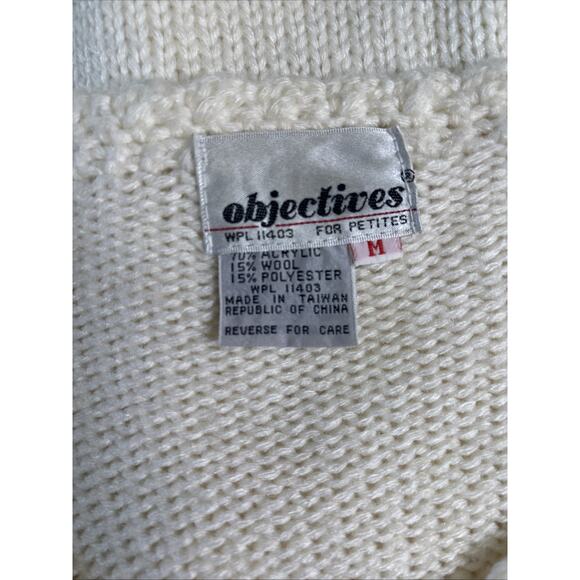 objectives®
WPL 11403 FOR PETITES
M
70% ACRYLIC
15% WOOL
15% POLYESTER
WPL 11403
MADE IN TAIWAN
REPUBLIC OF CHINA
REVERSE FOR CARE